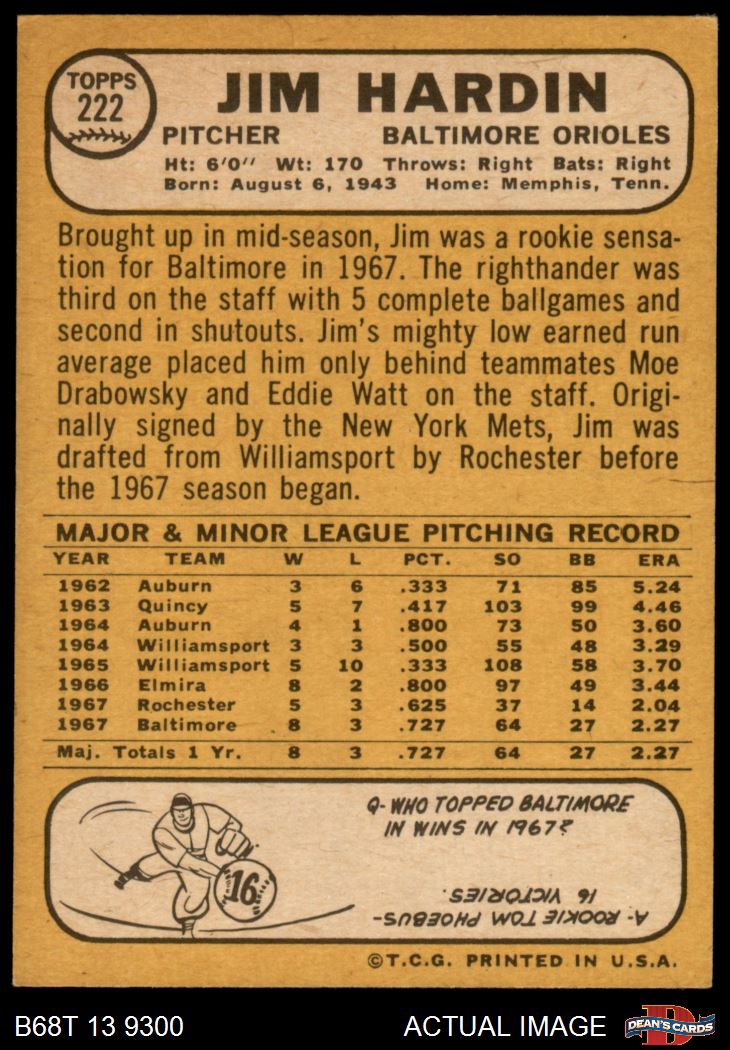 TOPPS
222
JIM HARDIN
PITCHER BALTIMORE ORIOLES
Ht: 6'0" Wt: 170 Throws: Right Bats: Right
Born: August 6, 1943 Home: Memphis, Tenn.
Brought up in mid-season, Jim was a rookie sensa-
tion for Baltimore in 1967. The righthander was
third on the staff with 5 complete ballgames and
second in shutouts. Jim's mighty low earned run
average placed him only behind teammates Moe
Drabowsky and Eddie Watt on the staff. Origi-
nally signed by the New York Mets, Jim was
drafted from Williamsport by Rochester before
the 1967 season began.
MAJOR & MINOR LEAGUE PITCHING RECORD
YEAR TEAM W L PCT. SO BB ERA
1962 Auburn 3 6 .333 71 85 5.24
1963 Quincy 5 7 .417 103 99 4.46
1964 Auburn 4 1 .800 73 50 3.60
1964 Williamsport 3 3 .500 55 48 3.29
1965 Williamsport 5 10 .333 108 58 3.70
1966 Elmira 8 2 .800 97 49 3.44
1967 Rochester 5 3 .625 37 14 2.04
1967 Baltimore 8 3 .727 64 27 2.27
Maj. Totals 1 Yr. 8 3 .727 64 27 2.27
16
Q- WHO TOPPED BALTIMORE
IN WINS IN 1967?
A- ROOKIE TOM PHOEBUS-
16 VICTORIES.
©T.C.G. PRINTED IN U.S.A.
B68T 13 9300 ACTUAL IMAGE
D
DEAN'S CARDS